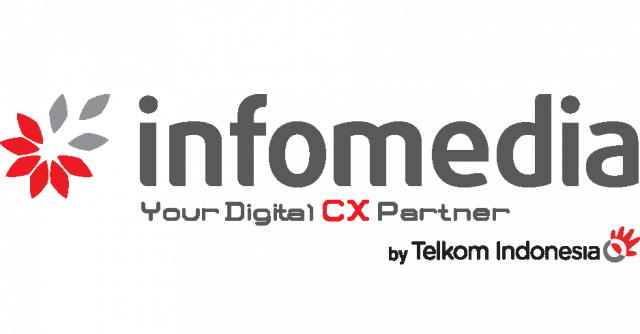 infomedia
Your Digital CX Partner
by Telkom Indonesia